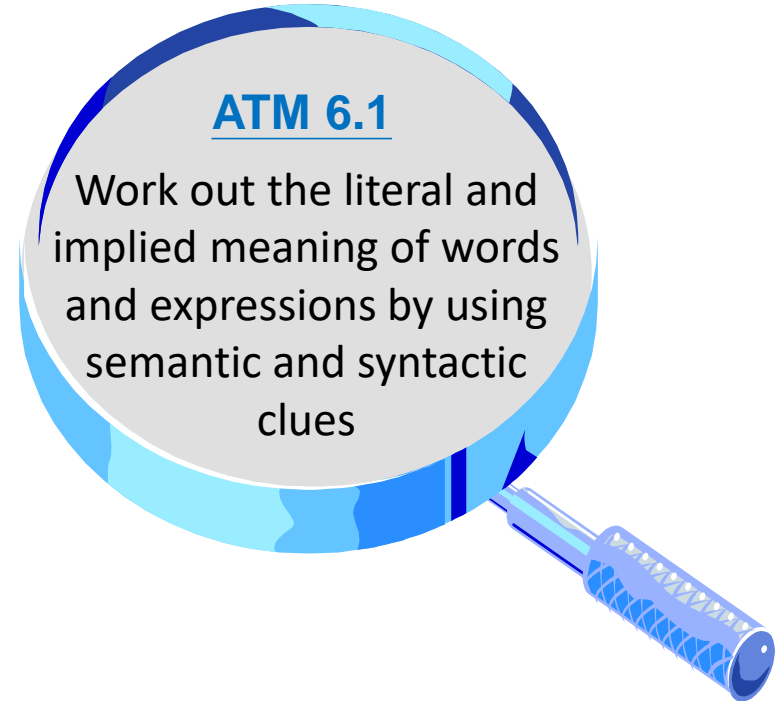 ATM 6.1
Work out the literal and
implied meaning of words
and expressions by using
semantic and syntactic
clues